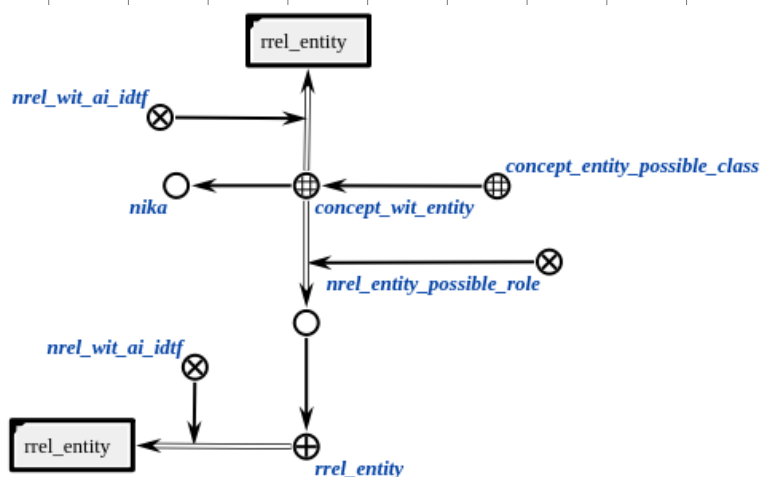 rrel_entity
nrel_wit_ai_idtf
concept_entity_possible_class
nika
concept_wit_entity
nrel_entity_possible_role
nrel_wit_ai_idtf
rrel_entity
rrel_entity